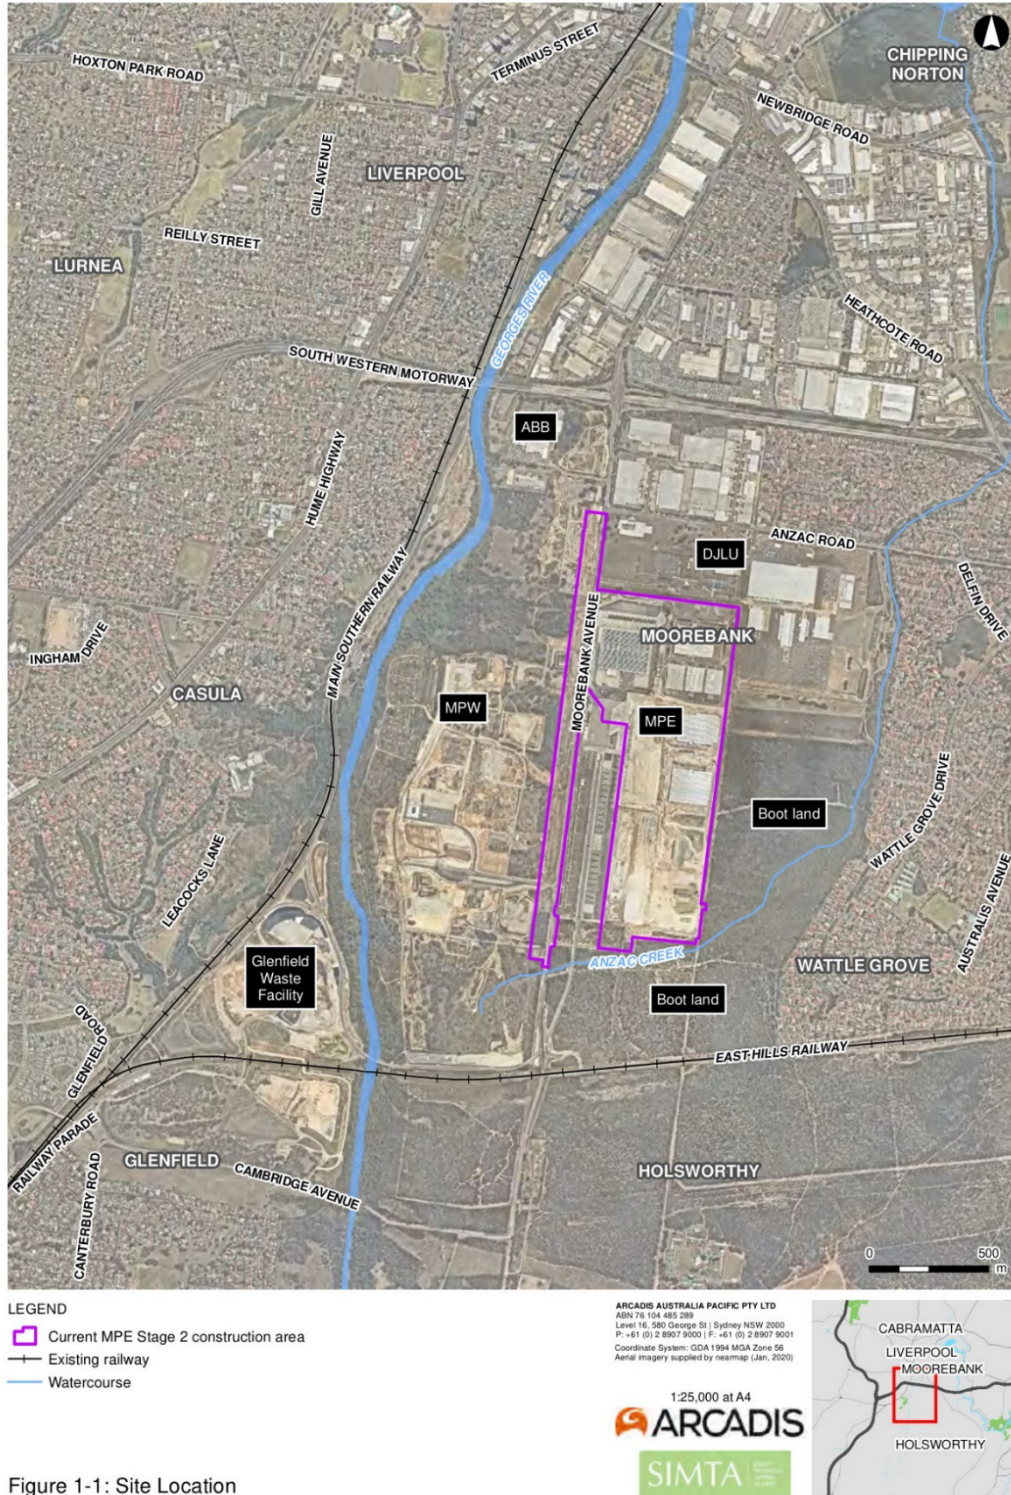 CHIPPING
NORTON
TERMINUS STREET
HOXTON PARK ROAD
NEWBRIDGE ROAD
GILL AVENUE
LIVERPOOL
REILLY STREET
LURNEA
GEORGES RIVER
HEATHCOTE ROAD
SOUTH WESTERN MOTORWAY
ABB
HUME HIGHWAY
ANZAC ROAD
DJLU
DELFIN DRIVE
MAIN SOUTHERN RAILWAY
MOOREBANK AVENUE
MOOREBANK
INGHAM DRIVE
CASULA
MPW
MPE
WATTLE GROVE DRIVE
Boot land
LEACOCKS LANE
AUSTRALIS AVENUE
Glenfield
Waste
Facility
ANZAC CREEK
WATTLE GROVE
Boot land
GLENFIELD ROAD
EAST HILLS RAILWAY
RAILWAY PARADE
GLENFIELD
CAMBRIDGE AVENUE
HOLSWORTHY
CANTERBURY ROAD
0 500
m
LEGEND
Current MPE Stage 2 construction area
Existing railway
Watercourse
ARCADIS AUSTRALIA PACIFIC PTY LTD
ABN 76 104 485 289
Level 16, 580 George St | Sydney NSW 2000
P: +61 (0) 2 8907 9000 | F: +61 (0) 2 8907 9001
Coordinate System: GDA 1994 MGA Zone 56
Aerial imagery supplied by nearmap (Jan, 2020)
1:25,000 at A4
ARCADIS
SIMTA
CABRAMATTA
LIVERPOOL
MOOREBANK
HOLSWORTHY
Figure 1-1: Site Location